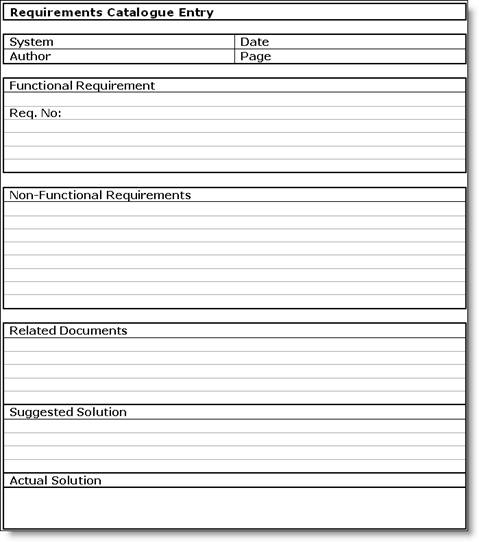 Requirements Catalogue Entry
System Date
Author Page
Functional Requirement
Req. No:
Non-Functional Requirements
Related Documents
Suggested Solution
Actual Solution